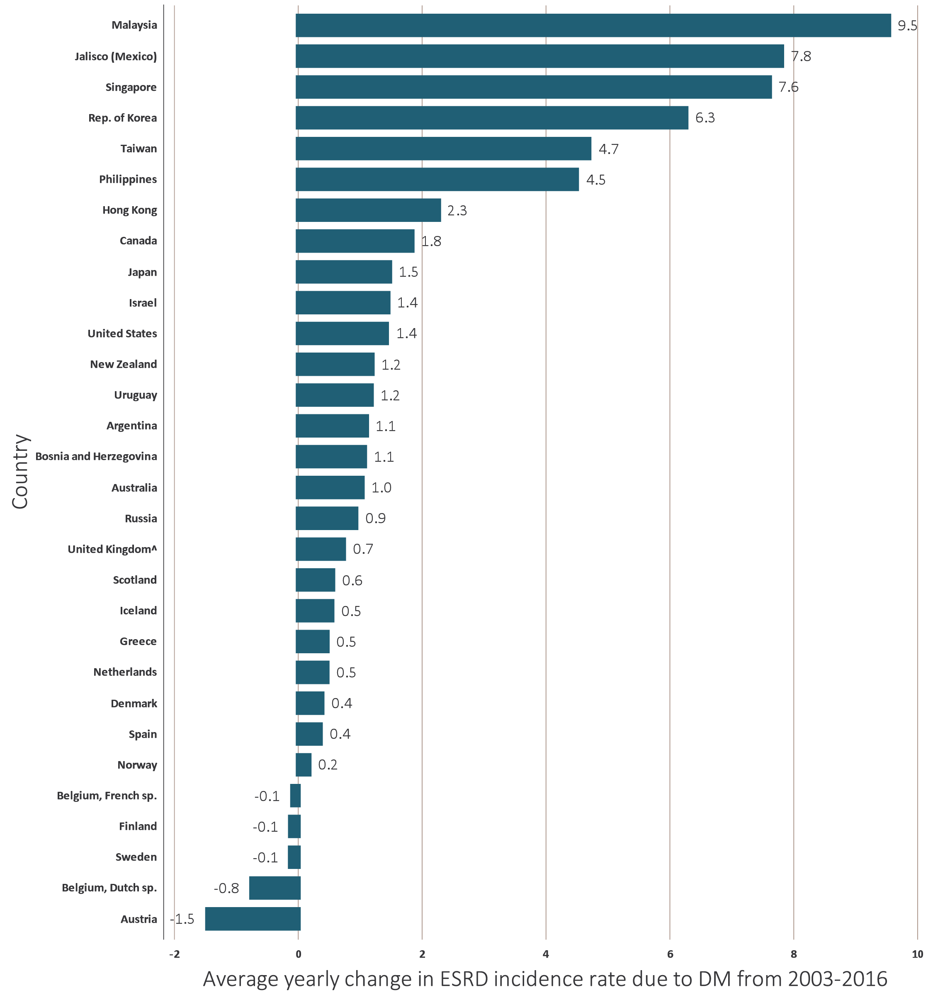 Malaysia 9.5
Jalisco (Mexico) 7.8
Singapore 7.6
Rep. of Korea 6.3
Taiwan 4.7
Philippines 4.5
Hong Kong 2.3
Canada 1.8
Japan 1.5
Israel 1.4
United States 1.4
New Zealand 1.2
Uruguay 1.2
Argentina 1.1
Bosnia and Herzegovina 1.1
Australia 1.0
Russia 0.9
United Kingdom^ 0.7
Scotland 0.6
Iceland 0.5
Greece 0.5
Netherlands 0.5
Denmark 0.4
Spain 0.4
Norway 0.2
Belgium, French sp. -0.1
Finland -0.1
Sweden -0.1
Belgium, Dutch sp. -0.8
Austria -1.5
Country
-2 0 2 4 6 8 10
Average yearly change in ESRD incidence rate due to DM from 2003-2016